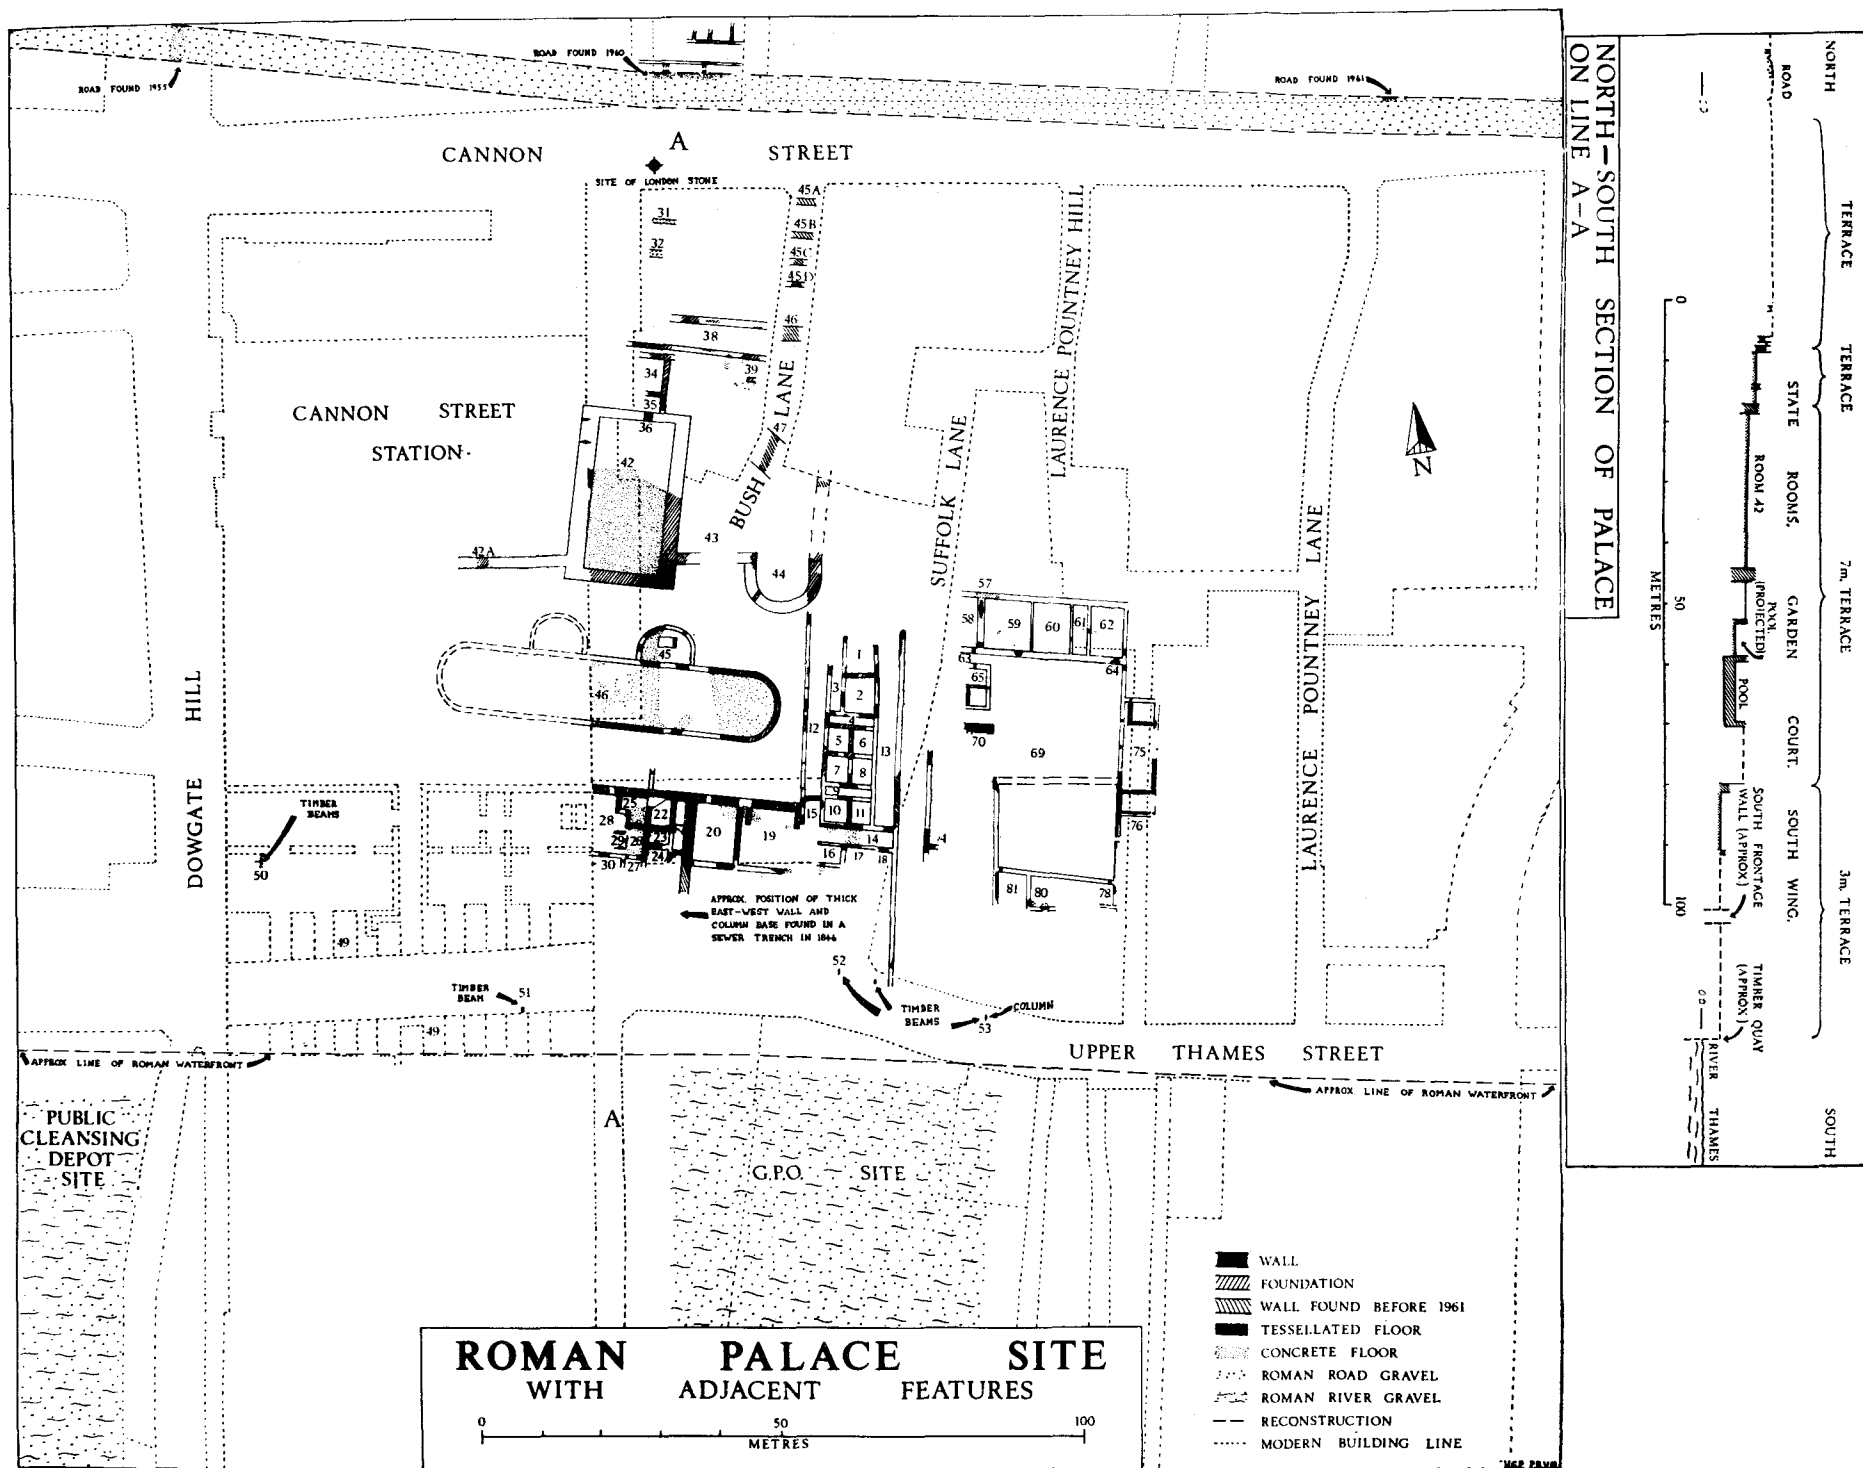 ROAD FOUND 1955
ROAD FOUND 1960
ROAD FOUND 1961
CANNON STREET
A
SITE OF LONDON STONE
31
32
45A
45B
45C
45D
46
38
34
39
35
36
42
47
CANNON STREET
STATION
BUSH LANE
SUFFOLK LANE
LAURENCE POUNTNEY HILL
LAURENCE POUNTNEY LANE
LAURENCE POUNTNEY LANE
N
42A
43
44
45
46
57
58
59
60
61
62
63
64
65
69
70
75
76
74
78
80
81
1
2
3
4
5
6
7
8
9
10
11
12
13
14
15
16
17
18
19
20
22
23
24
25
26
27
28
29
30
DOWGATE HILL
TIMBER
BEAMS
50
49
APPROX. POSITION OF THICK
EAST-WEST WALL AND
COLUMN BASE FOUND IN A
SEWER TRENCH IN 1846
TIMBER
BEAM
51
49
52
TIMBER
BEAMS
COLUMN
53
UPPER THAMES STREET
APPROX LINE OF ROMAN WATERFRONT
APPROX LINE OF ROMAN WATERFRONT
PUBLIC
CLEANSING
DEPOT
SITE
A
G.P.O. SITE
WALL
FOUNDATION
WALL FOUND BEFORE 1961
TESSELLATED FLOOR
CONCRETE FLOOR
ROMAN ROAD GRAVEL
ROMAN RIVER GRAVEL
RECONSTRUCTION
MODERN BUILDING LINE
ROMAN PALACE SITE
WITH ADJACENT FEATURES
0 50 100
METRES
NORTH-SOUTH SECTION OF PALACE
ON LINE A-A
NORTH
SOUTH
TERRACE
TERRACE
7m. TERRACE
3m. TERRACE
ROAD
STATE ROOMS.
GARDEN COURT.
SOUTH WING.
ROOM 42
POOL
(PROJECTED)
POOL
SOUTH FRONTAGE
WALL (APPROX)
TIMBER QUAY
(APPROX)
RIVER THAMES
0 50 100
METRES